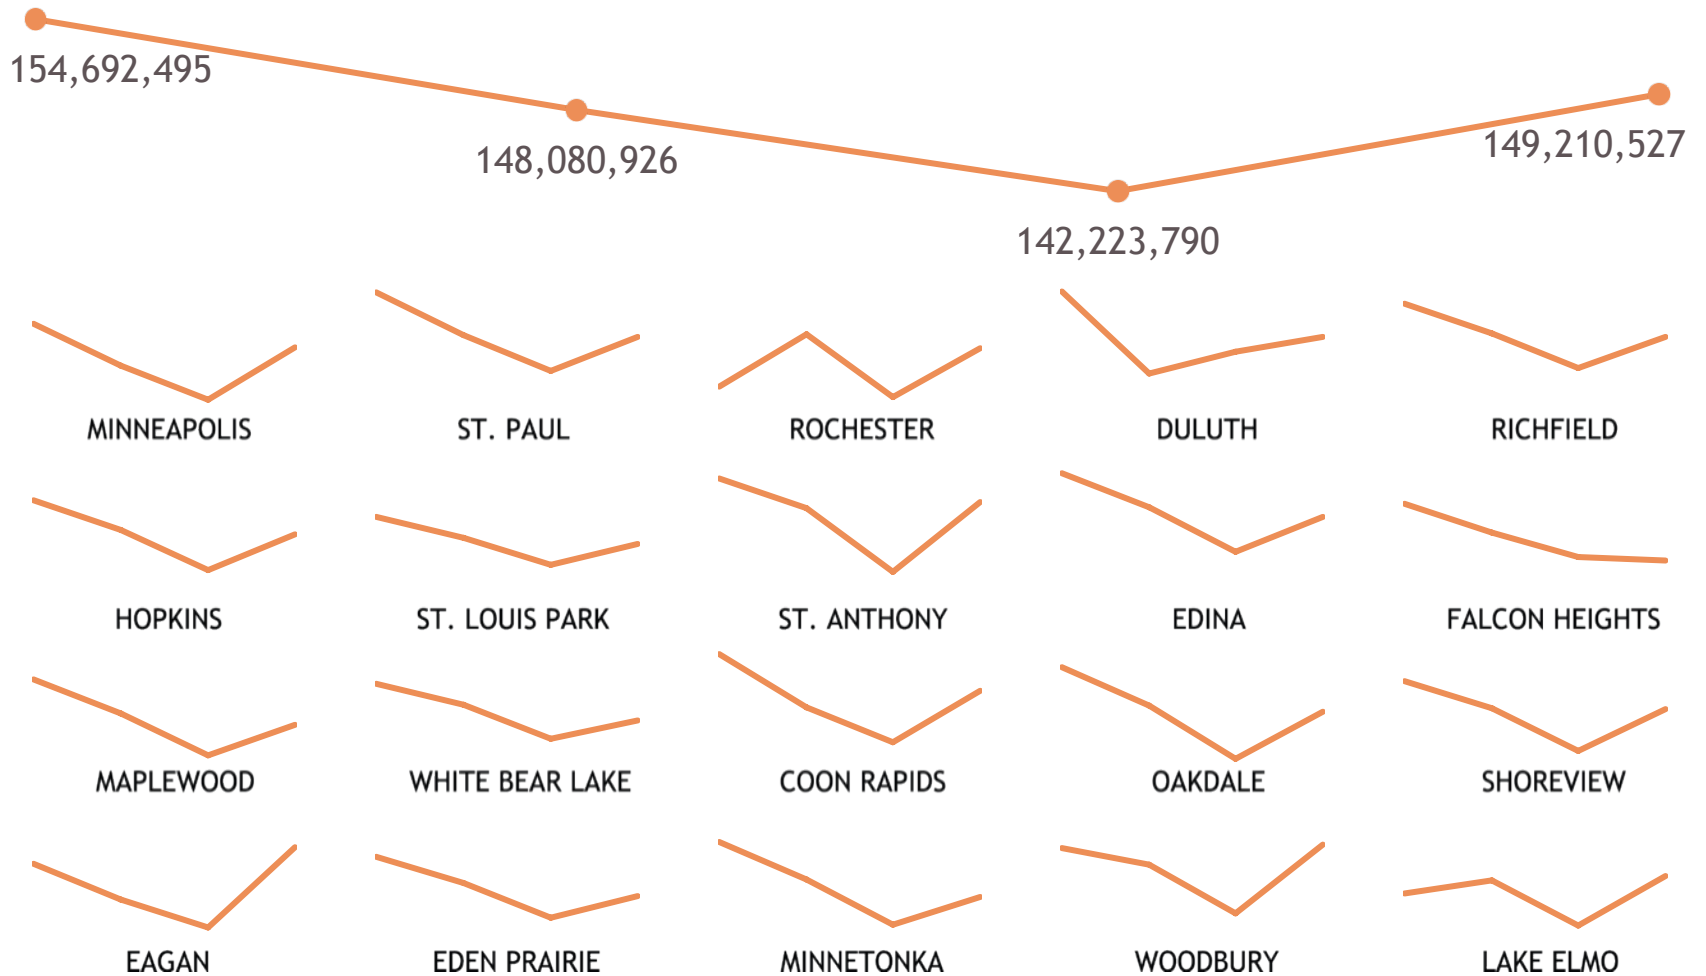 154,692,495
148,080,926
142,223,790
149,210,527
MINNEAPOLIS
ST. PAUL
ROCHESTER
DULUTH
RICHFIELD
HOPKINS
ST. LOUIS PARK
ST. ANTHONY
EDINA
FALCON HEIGHTS
MAPLEWOOD
WHITE BEAR LAKE
COON RAPIDS
OAKDALE
SHOREVIEW
EAGAN
EDEN PRAIRIE
MINNETONKA
WOODBURY
LAKE ELMO